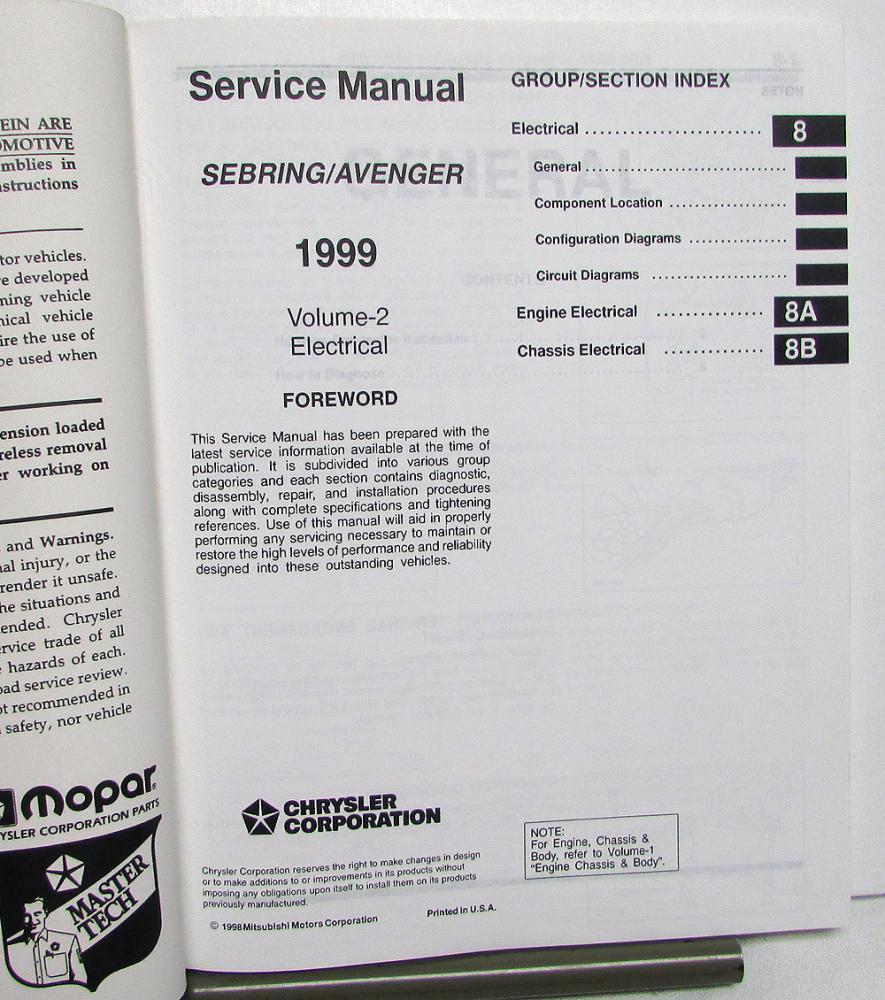 EIN ARE
OMOTIVE
mblies in
nstructions
tor vehicles.
re developed
ning vehicle
nical vehicle
ire the use of
be used when
ension loaded
reless removal
er working on
and Warnings.
al injury, or the
render it unsafe.
he situations and
ended. Chrysler
ervice trade of all
e hazards of each.
oad service review.
ot recommended in
safety, nor vehicle
mopar
YSLER CORPORATION PARTS
MASTER
TECH
Service Manual
SEBRING/AVENGER
1999
Volume-2
Electrical
FOREWORD
This Service Manual has been prepared with the
latest service information available at the time of
publication. It is subdivided into various group
categories and each section contains diagnostic,
disassembly, repair, and installation procedures
along with complete specifications and tightening
references. Use of this manual will aid in properly
performing any servicing necessary to maintain or
restore the high levels of performance and reliability
designed into these outstanding vehicles.
CHRYSLER
CORPORATION
Chrysler Corporation reserves the right to make changes in design
or to make additions to or improvements in its products without
imposing any obligations upon itself to install them on its products
previously manufactured.
© 1998 Mitsubishi Motors Corporation
Printed in U.S.A.
GROUP/SECTION INDEX
Electrical ........................ 8
General ............................
Component Location ................
Configuration Diagrams .............
Circuit Diagrams ..................
Engine Electrical ............... 8A
Chassis Electrical .............. 8B
NOTE:
For Engine, Chassis &
Body, refer to Volume-1
"Engine Chassis & Body".